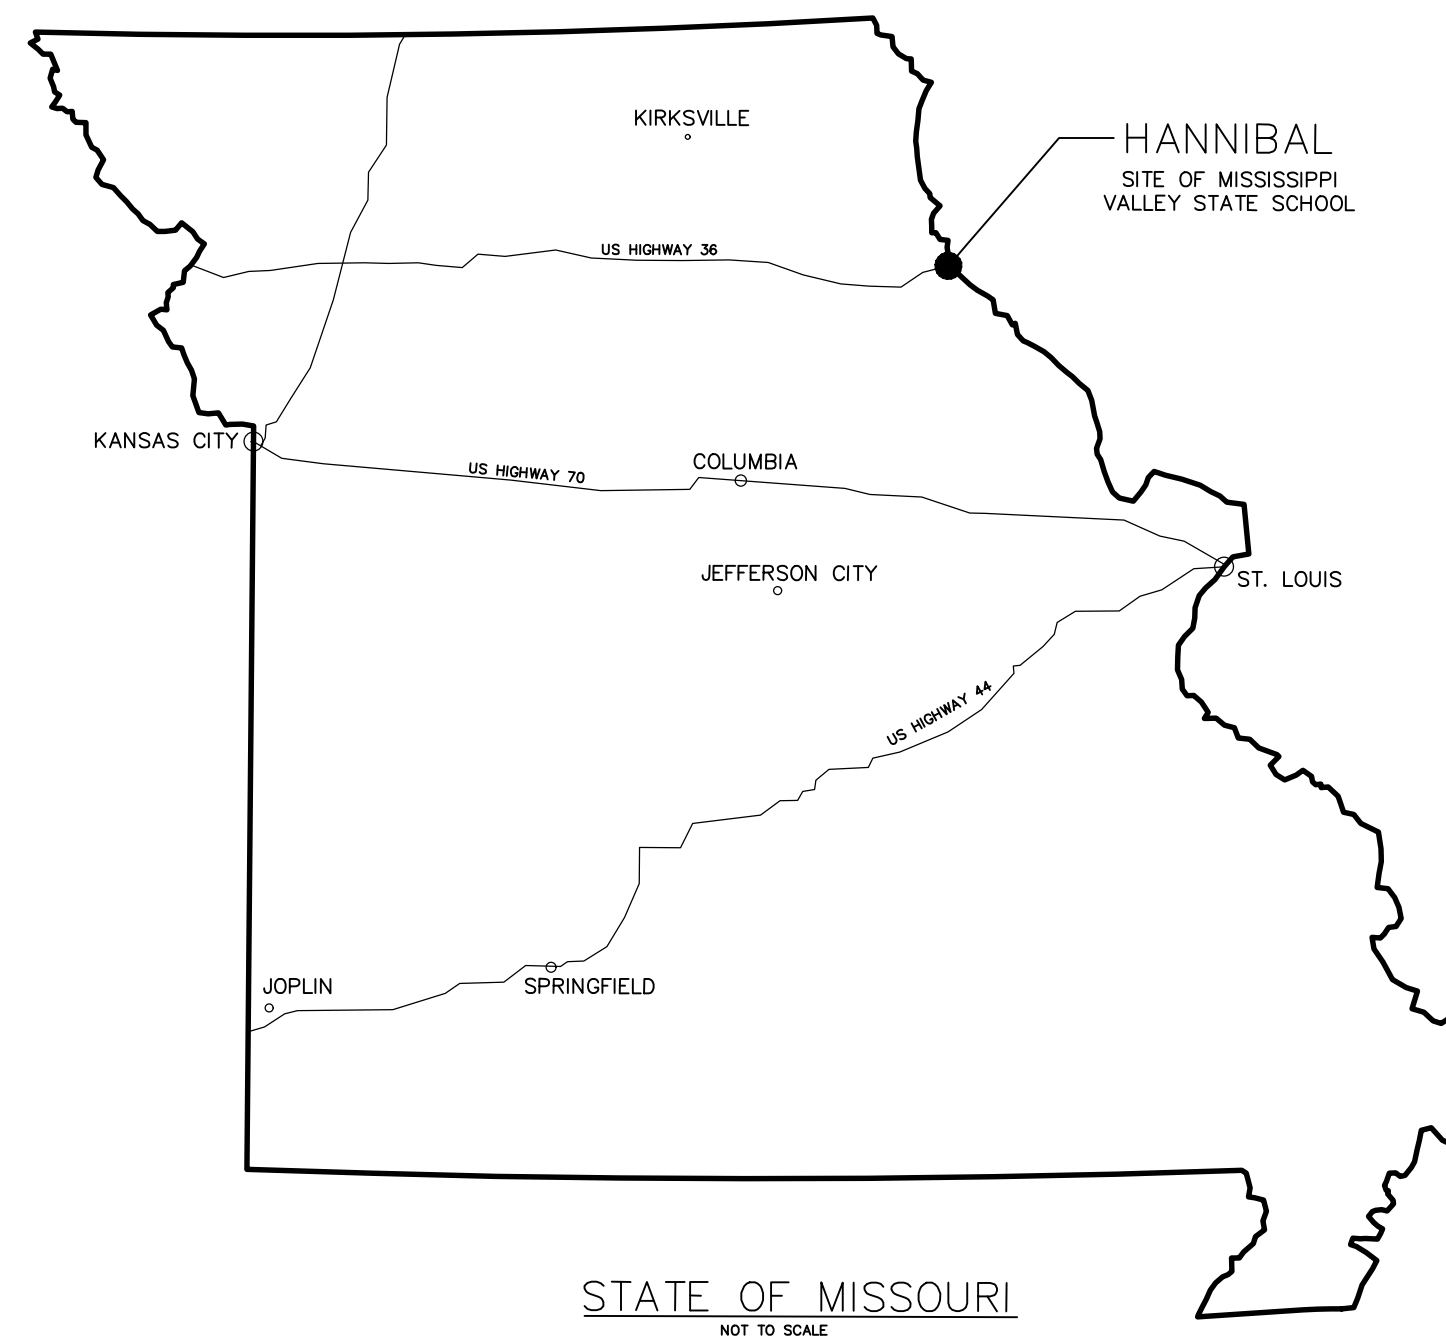 KIRKSVILLE
HANNIBAL
SITE OF MISSISSIPPI
VALLEY STATE SCHOOL
US HIGHWAY 36
KANSAS CITY
US HIGHWAY 70
COLUMBIA
JEFFERSON CITY
ST. LOUIS
US HIGHWAY 44
JOPLIN
SPRINGFIELD
STATE OF MISSOURI
NOT TO SCALE